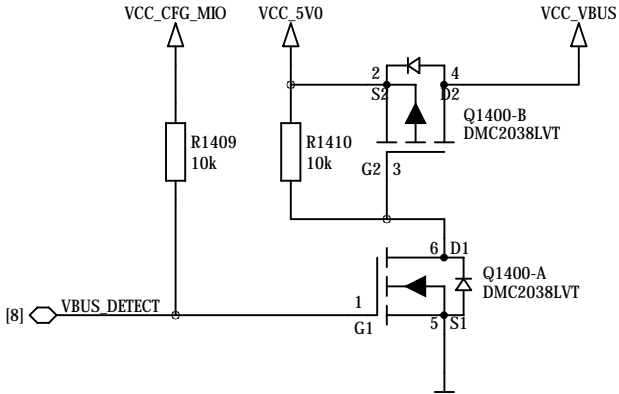 VCC_CFG_MIO
VCC_5V0
VCC_VBUS
2
4
S2
D2
Q1400-B
DMC2038LVT
R1409
10k
R1410
10k
G2
3
6
D1
Q1400-A
DMC2038LVT
1
[8]
VBUS_DETECT
G1
5
S1